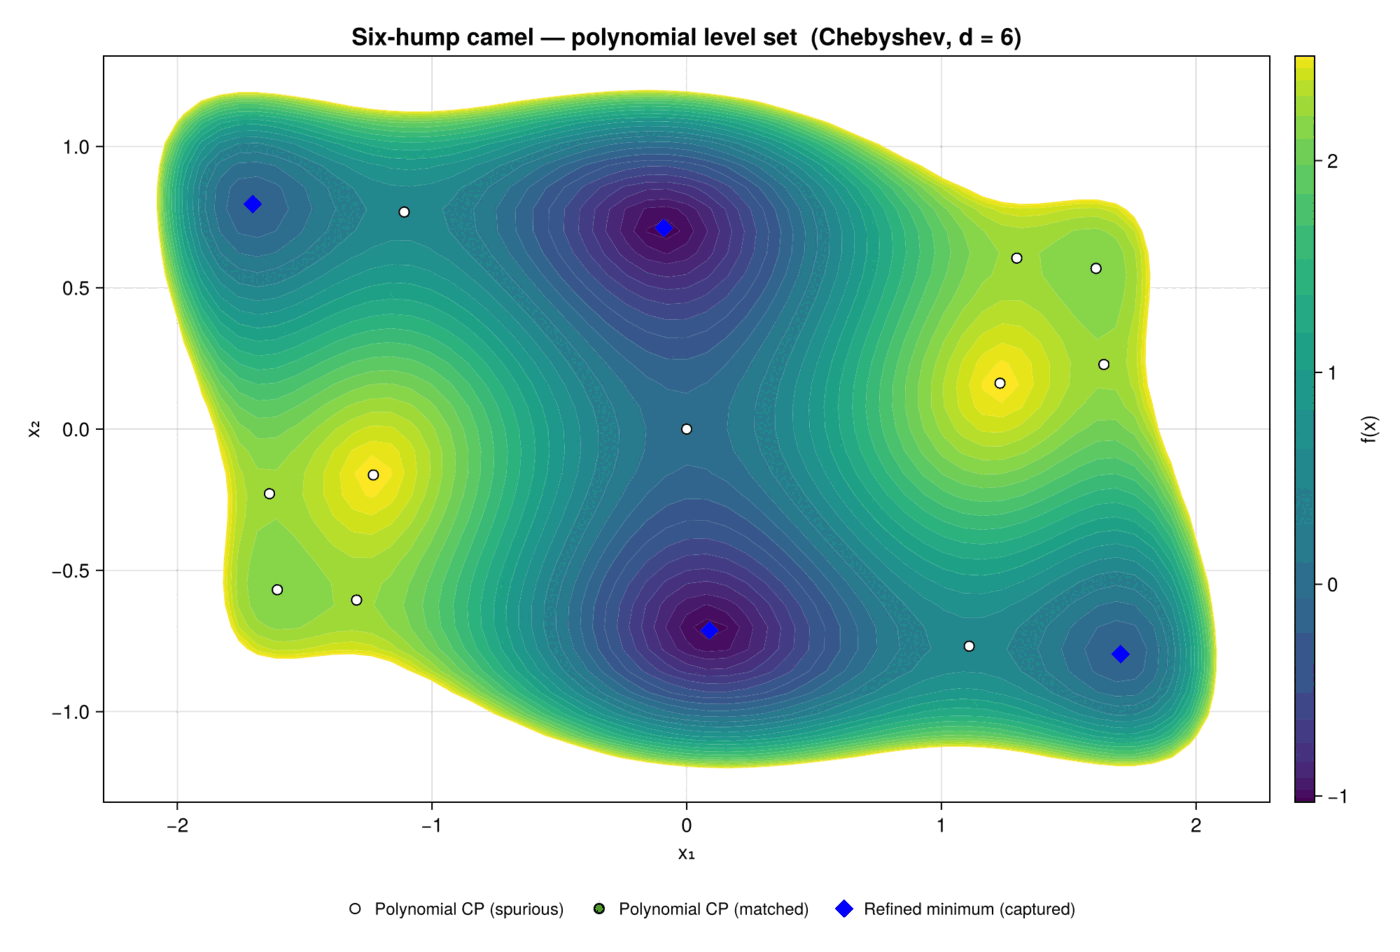 Six-hump camel — polynomial level set (Chebyshev, d = 6)
1.0
0.5
0.0
−0.5
−1.0
x₂
−2
−1
0
1
2
x₁
2
1
0
−1
f(x)
Polynomial CP (spurious)
Polynomial CP (matched)
Refined minimum (captured)